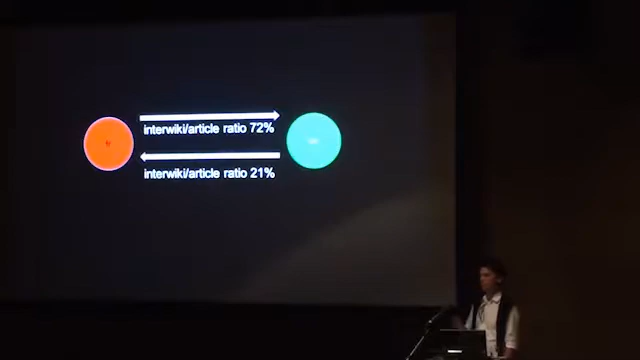 interwiki/article ratio 72%
interwiki/article ratio 21%